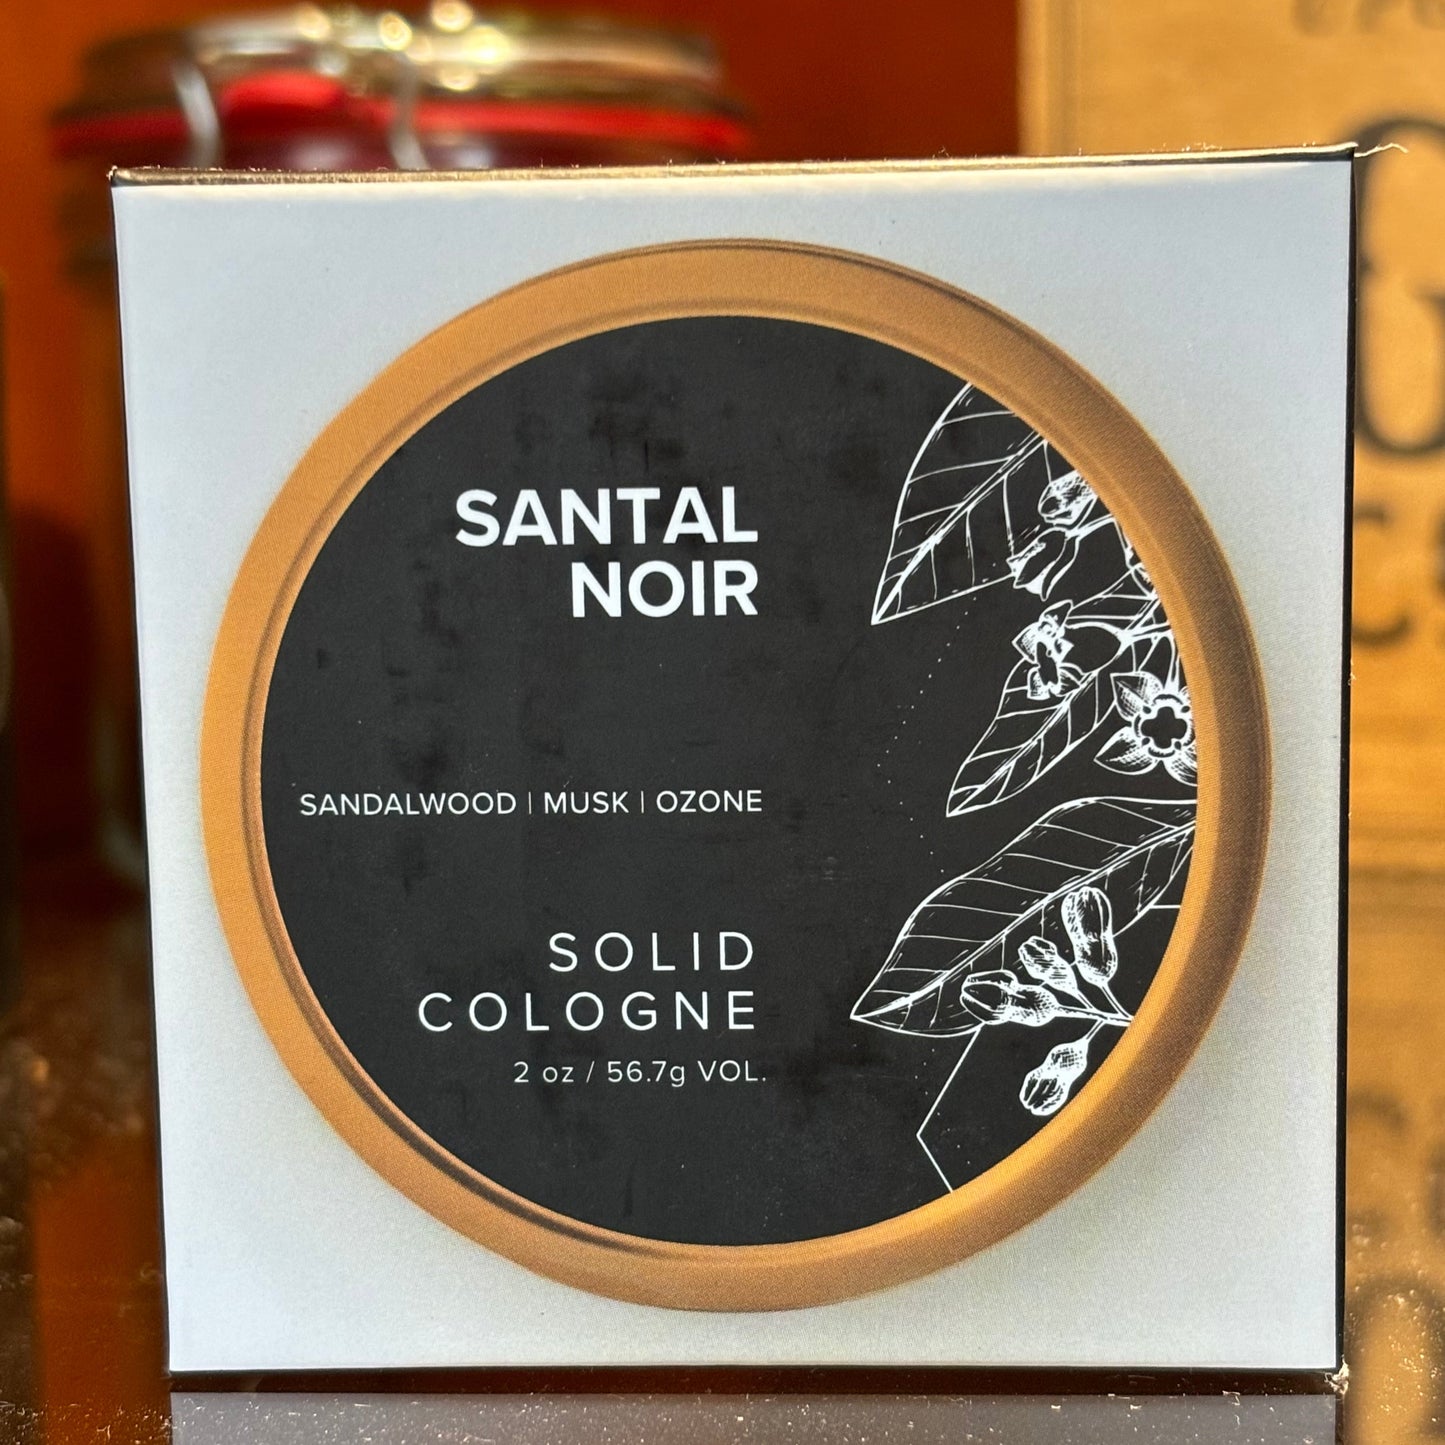 SANTAL
NOIR
SANDALWOOD | MUSK | OZONE
SOLID
COLOGNE
2 oz / 56.7g VOL.